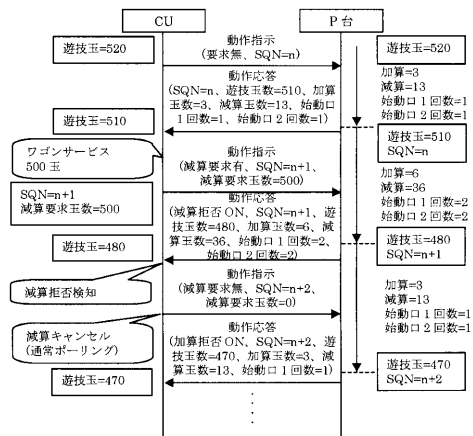 CU
P台
遊技玉=520
動作指示
(要求無、SQN=n)
遊技玉=520
動作応答
(SQN=n、遊技玉数=510、加算
玉数=3、減算玉数=13、始動口
1回数=1、始動口2回数=1)
加算=3
減算=13
始動口1回数=1
始動口2回数=1
遊技玉=510
遊技玉=510
SQN=n
ワゴンサービス
500玉
動作指示
(減算要求有、SQN=n+1、
減算要求玉数=500)
加算=6
減算=36
始動口1回数=2
始動口2回数=2
SQN=n+1
減算要求玉数=500
動作応答
(減算拒否ON、SQN=n+1、遊
技玉数=480、加算玉数=6、減
算玉数=36、始動口1回数=2、
始動口2回数=2)
遊技玉=480
遊技玉=480
SQN=n+1
減算拒否検知
動作指示
(減算要求無、SQN=n+2、
減算要求玉数=0)
加算=3
減算=13
始動口1回数=1
始動口2回数=1
減算キャンセル
(通常ポーリング)
動作応答
(加算拒否ON、SQN=n+2、遊
技玉数=470、加算玉数=3、減
算玉数=13、始動口1回数=1)
遊技玉=470
遊技玉=470
SQN=n+2